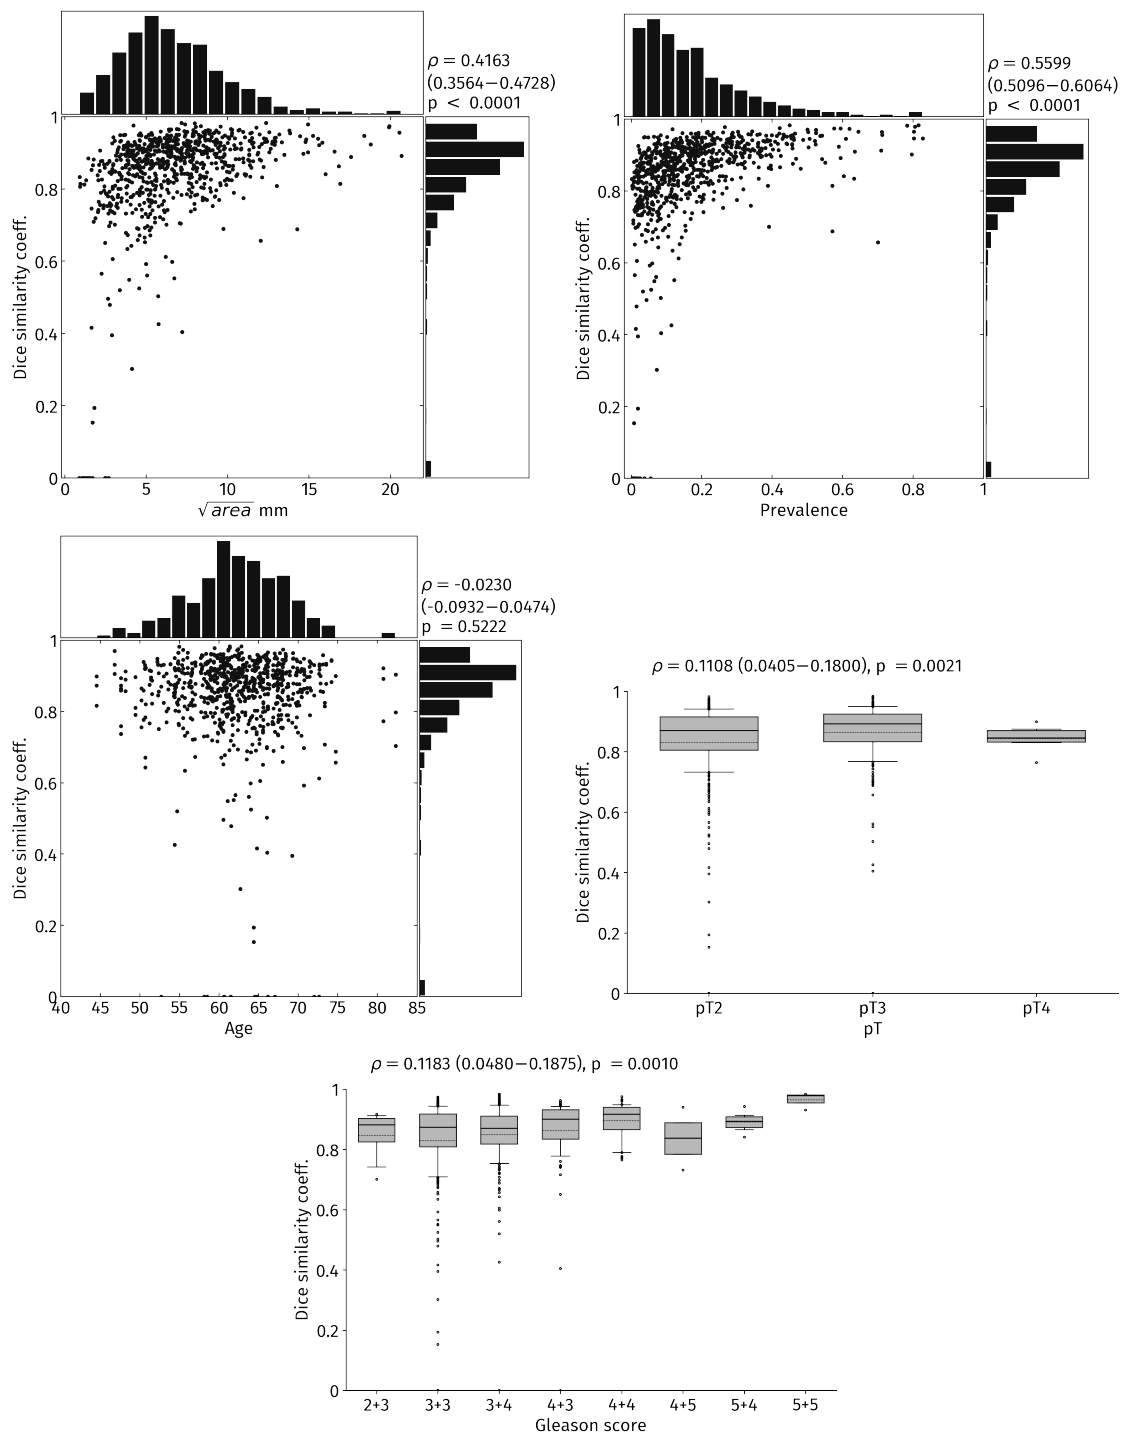 ρ = 0.4163
(0.3564−0.4728)
p < 0.0001
1
0.8
0.6
0.4
0.2
0
Dice similarity coeff.
0 5 10 15 20
√area mm
ρ = 0.5599
(0.5096−0.6064)
p < 0.0001
1
0.8
0.6
0.4
0.2
0
Dice similarity coeff.
0 0.2 0.4 0.6 0.8 1
Prevalence
ρ = -0.0230
(-0.0932−0.0474)
p = 0.5222
1
0.8
0.6
0.4
0.2
0
Dice similarity coeff.
40 45 50 55 60 65 70 75 80 85
Age
ρ = 0.1108 (0.0405−0.1800), p = 0.0021
1
0.8
0.6
0.4
0.2
0
Dice similarity coeff.
pT2 pT3 pT4
pT
ρ = 0.1183 (0.0480−0.1875), p = 0.0010
1
0.8
0.6
0.4
0.2
0
Dice similarity coeff.
2+3 3+3 3+4 4+3 4+4 4+5 5+4 5+5
Gleason score